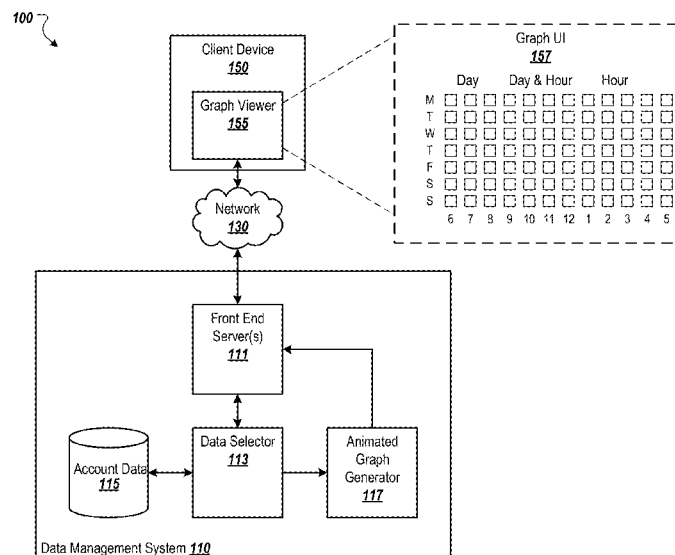 100
Client Device
150
Graph Viewer
155
Network
130
Graph UI
157
Day Day & Hour Hour
M
T
W
T
F
S
S
6 7 8 9 10 11 12 1 2 3 4 5
Front End
Server(s)
111
Data Selector
113
Account Data
115
Animated
Graph
Generator
117
Data Management System 110